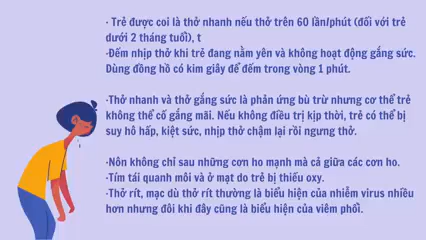 · Trẻ được coi là thở nhanh nếu thở trên 60 lần/phút (đối với trẻ
dưới 2 tháng tuổi), t
·Đếm nhịp thở khi trẻ đang nằm yên và không hoạt động gắng sức.
Dùng đồng hồ có kim giây để đếm trong vòng 1 phút.
·Thở nhanh và thở gắng sức là phản ứng bù trừ nhưng cơ thể trẻ
không thể cố gắng mãi. Nếu không điều trị kịp thời, trẻ có thể bị
suy hô hấp, kiệt sức, nhịp thở chậm lại rồi ngưng thở.
·Nôn không chỉ sau những cơn ho mạnh mà cả giữa các cơn ho.
·Tím tái quanh môi và ở mạt do trẻ bị thiếu oxy.
·Thở rít, mạc dù thở rít thường là biểu hiện của nhiễm virus nhiều
hơn nhưng đôi khi đây cũng là biểu hiện của viêm phổi.